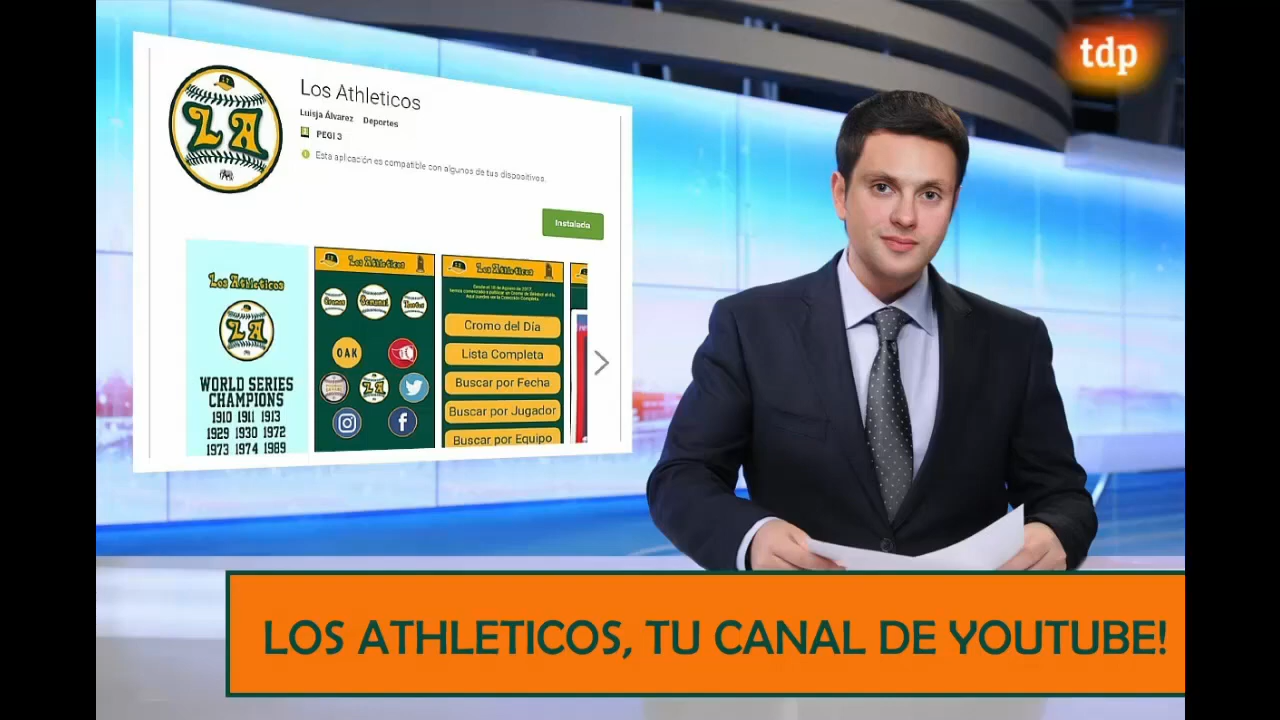 tdp
LA
Los Athleticos
Luisja Álvarez Deportes
PEGI 3
Esta aplicación es compatible con algunos de tus dispositivos.
Instalada
Los Athleticos
LA
WORLD SERIES
CHAMPIONS
1910 1911 1913
1929 1930 1972
1973 1974 1989
Los Athleticos
Cromos Semanal
OAK
LA
Los Athleticos
Cromo del Día
Lista Completa
Buscar por Fecha
Buscar por Jugador
Buscar por Equipo
LOS ATHLETICOS, TU CANAL DE YOUTUBE!